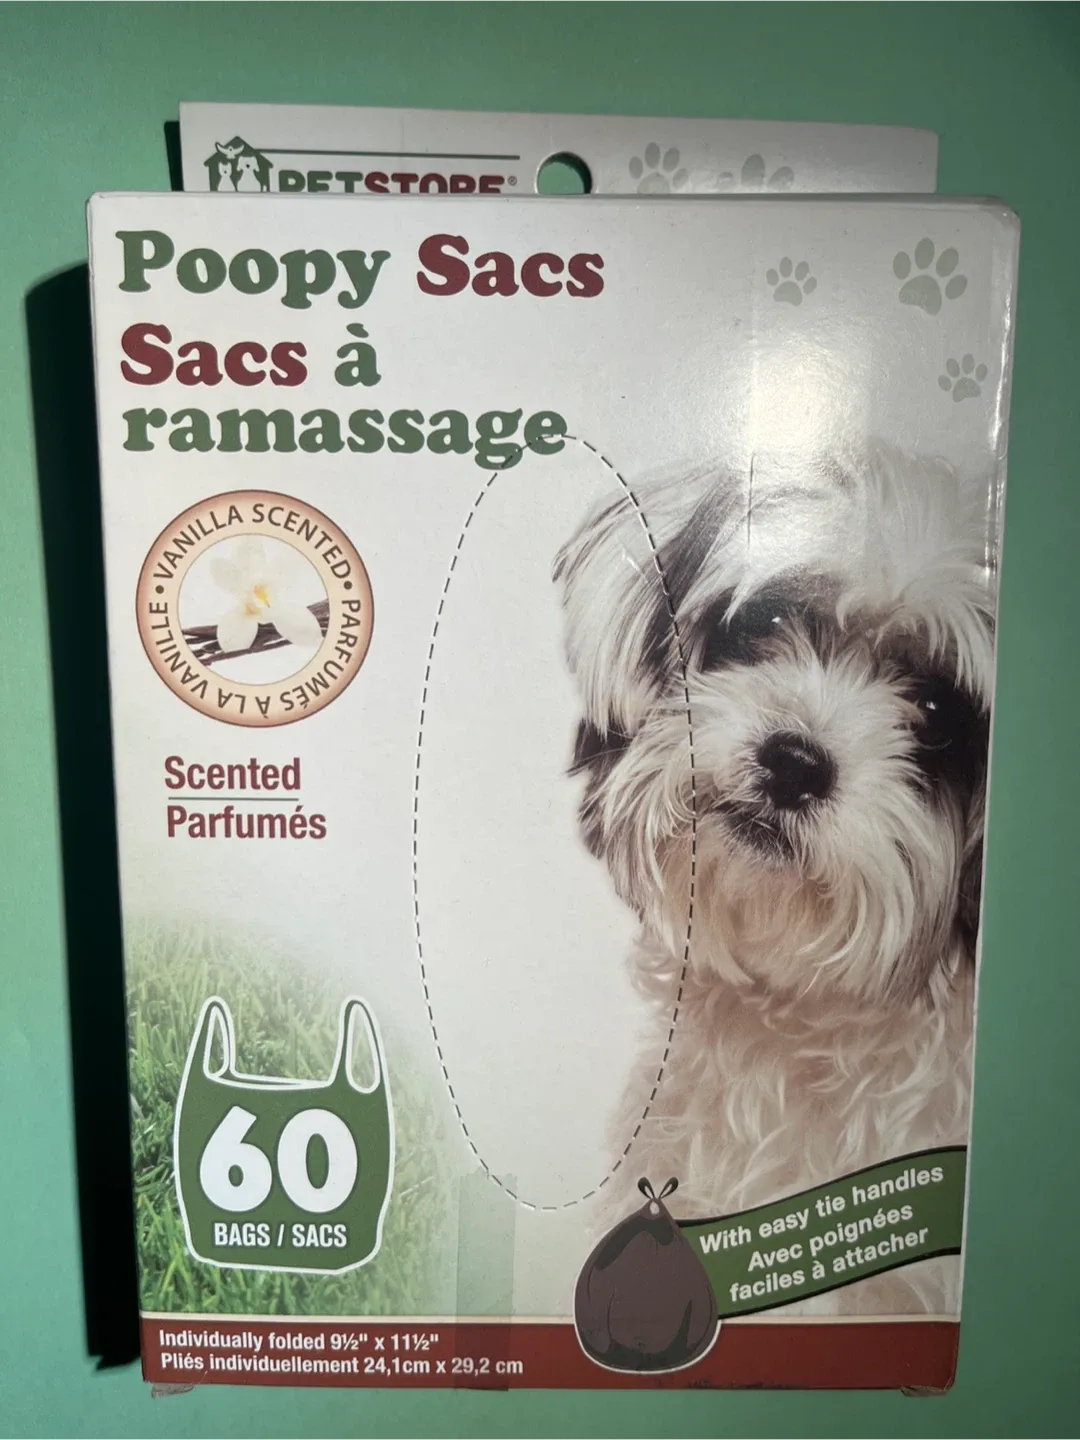 PETSTORE®
Poopy Sacs
Sacs à
ramassage
• VANILLA SCENTED • PARFUMÉS À LA VANILLE
Scented
Parfumés
60
BAGS / SACS
With easy tie handles
Avec poignées
faciles à attacher
Individually folded 9½" x 11½"
Pliés individuellement 24,1cm x 29,2 cm